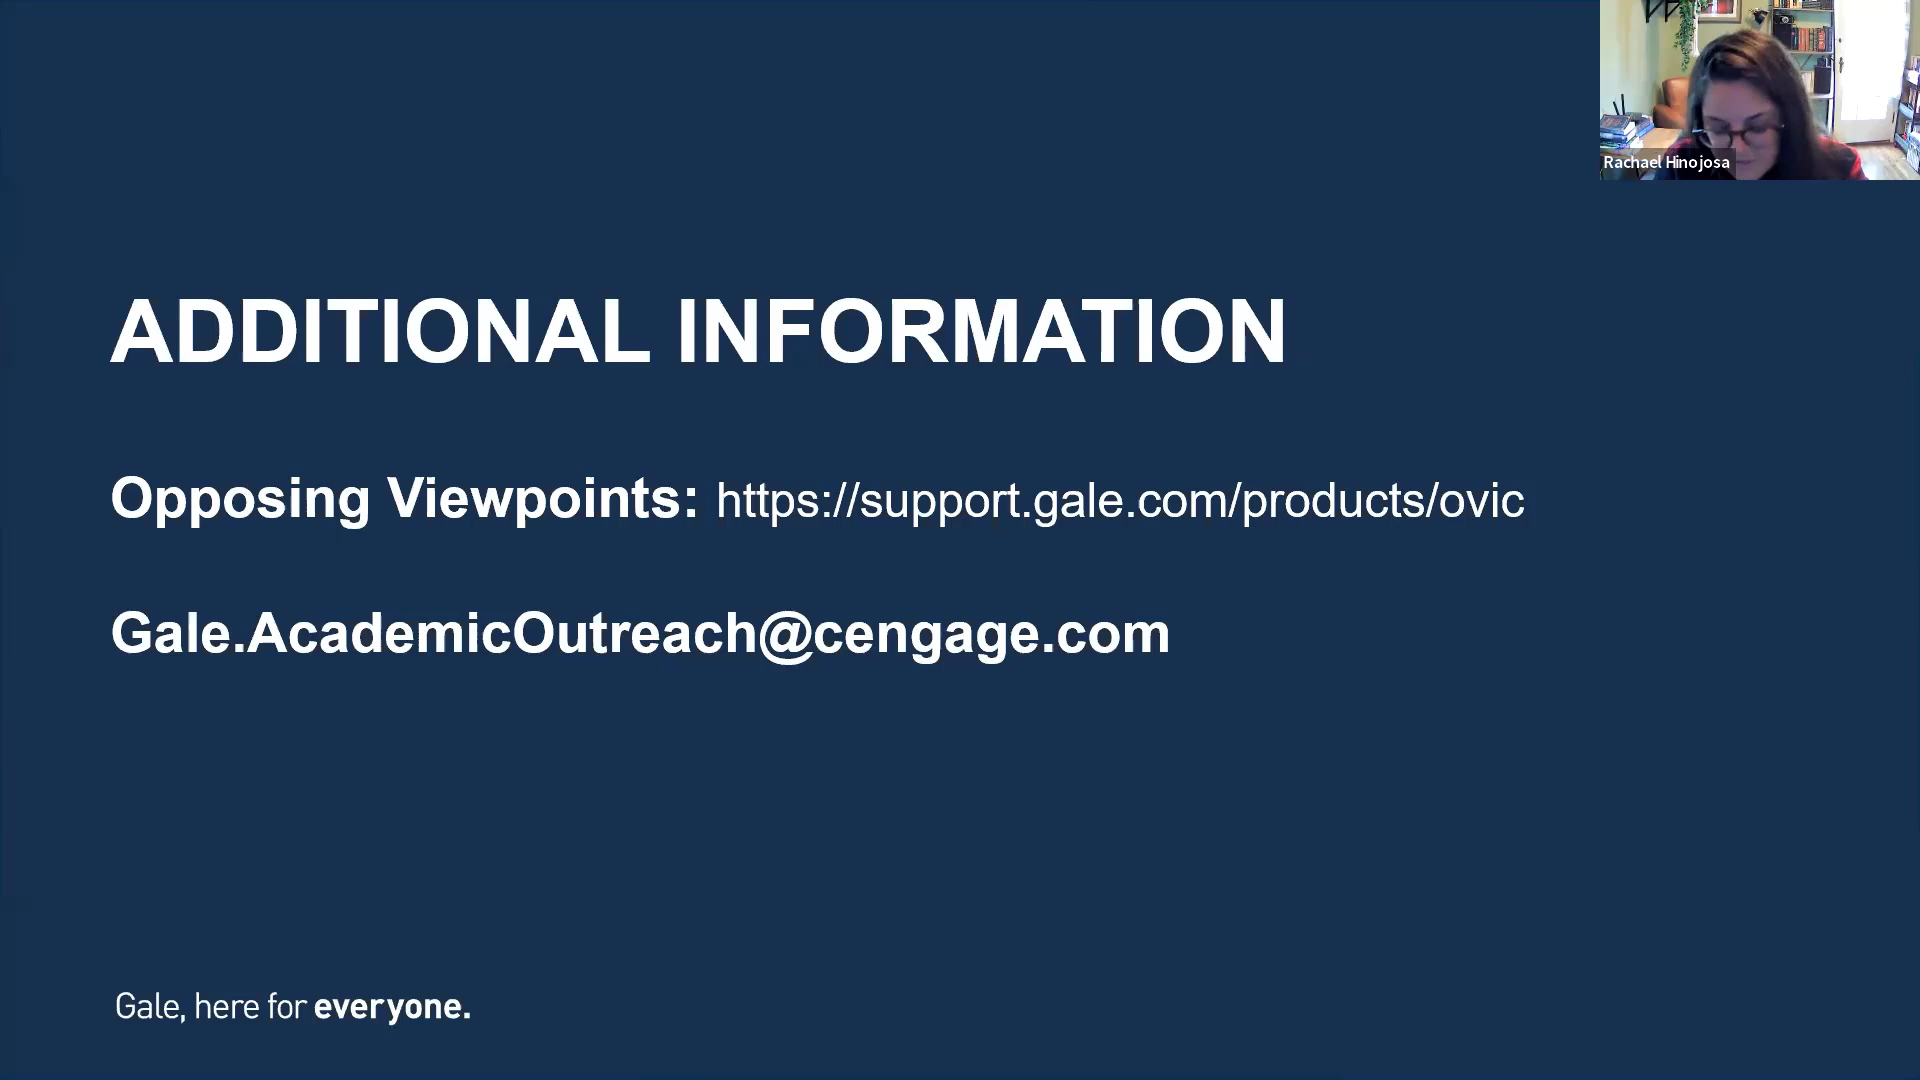 Rachael Hinojosa
ADDITIONAL INFORMATION
Opposing Viewpoints: https://support.gale.com/products/ovic
Gale.AcademicOutreach@cengage.com
Gale, here for everyone.